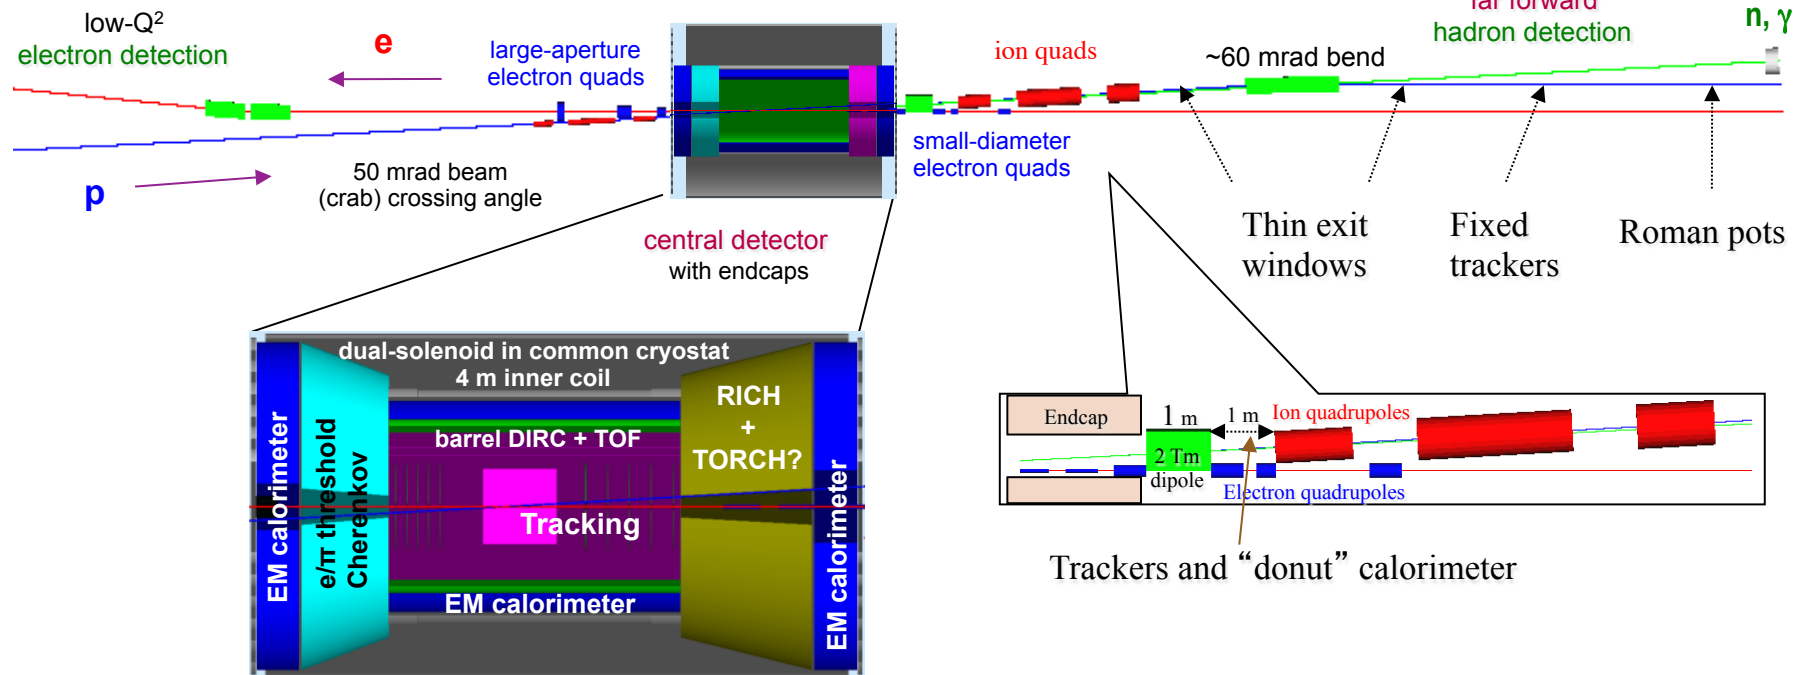 low-Q²
electron detection
e
large-aperture
electron quads
ion quads
~60 mrad bend
far forward
hadron detection
n, γ
p
50 mrad beam
(crab) crossing angle
small-diameter
electron quads
central detector
with endcaps
Thin exit
windows
Fixed
trackers
Roman pots
dual-solenoid in common cryostat
4 m inner coil
EM calorimeter
e/π threshold
Cherenkov
barrel DIRC + TOF
Tracking
EM calorimeter
RICH
+
TORCH?
EM calorimeter
Endcap
1 m
1 m
Ion quadrupoles
2 Tm
dipole
Electron quadrupoles
Trackers and “donut” calorimeter